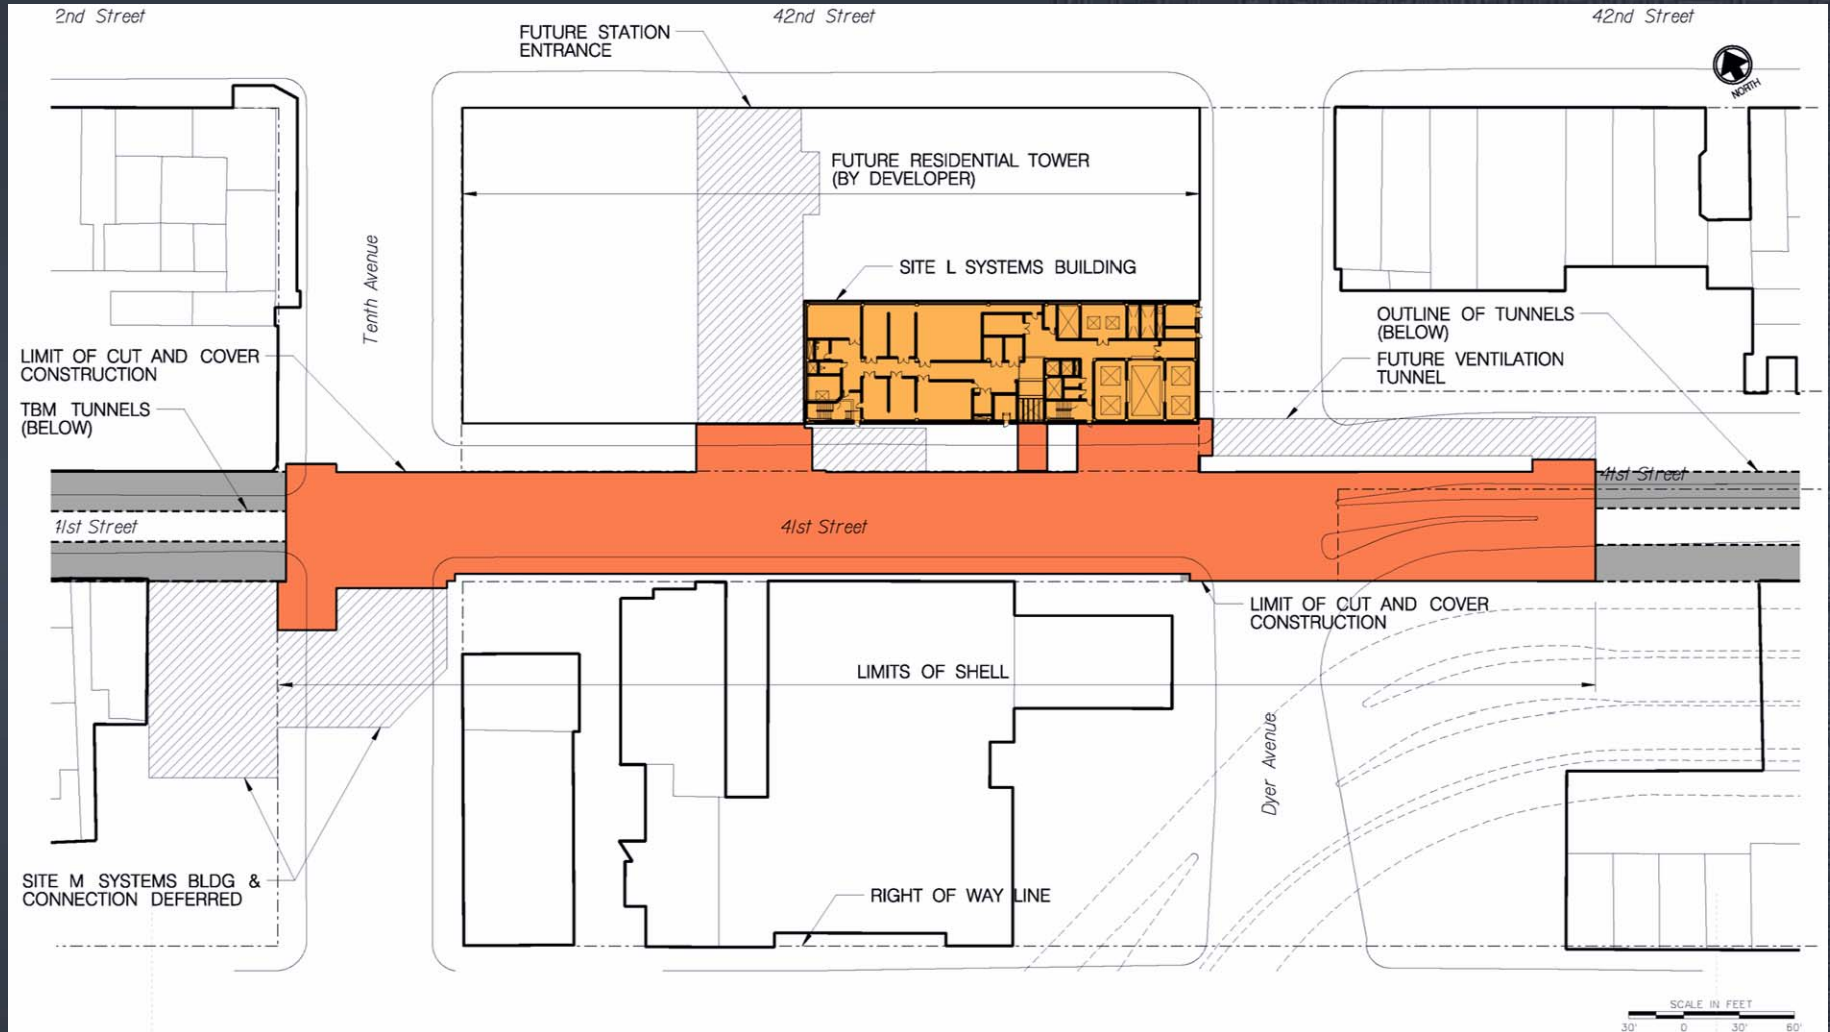 2nd Street
42nd Street
42nd Street
FUTURE STATION
ENTRANCE
NORTH
FUTURE RESIDENTIAL TOWER
(BY DEVELOPER)
Tenth Avenue
SITE L SYSTEMS BUILDING
OUTLINE OF TUNNELS
(BELOW)
FUTURE VENTILATION
TUNNEL
LIMIT OF CUT AND COVER
CONSTRUCTION
TBM TUNNELS
(BELOW)
41st Street
41st Street
41st Street
LIMIT OF CUT AND COVER
CONSTRUCTION
LIMITS OF SHELL
Dyer Avenue
SITE M SYSTEMS BLDG &
CONNECTION DEFERRED
RIGHT OF WAY LINE
SCALE IN FEET
30' 0 30' 60'